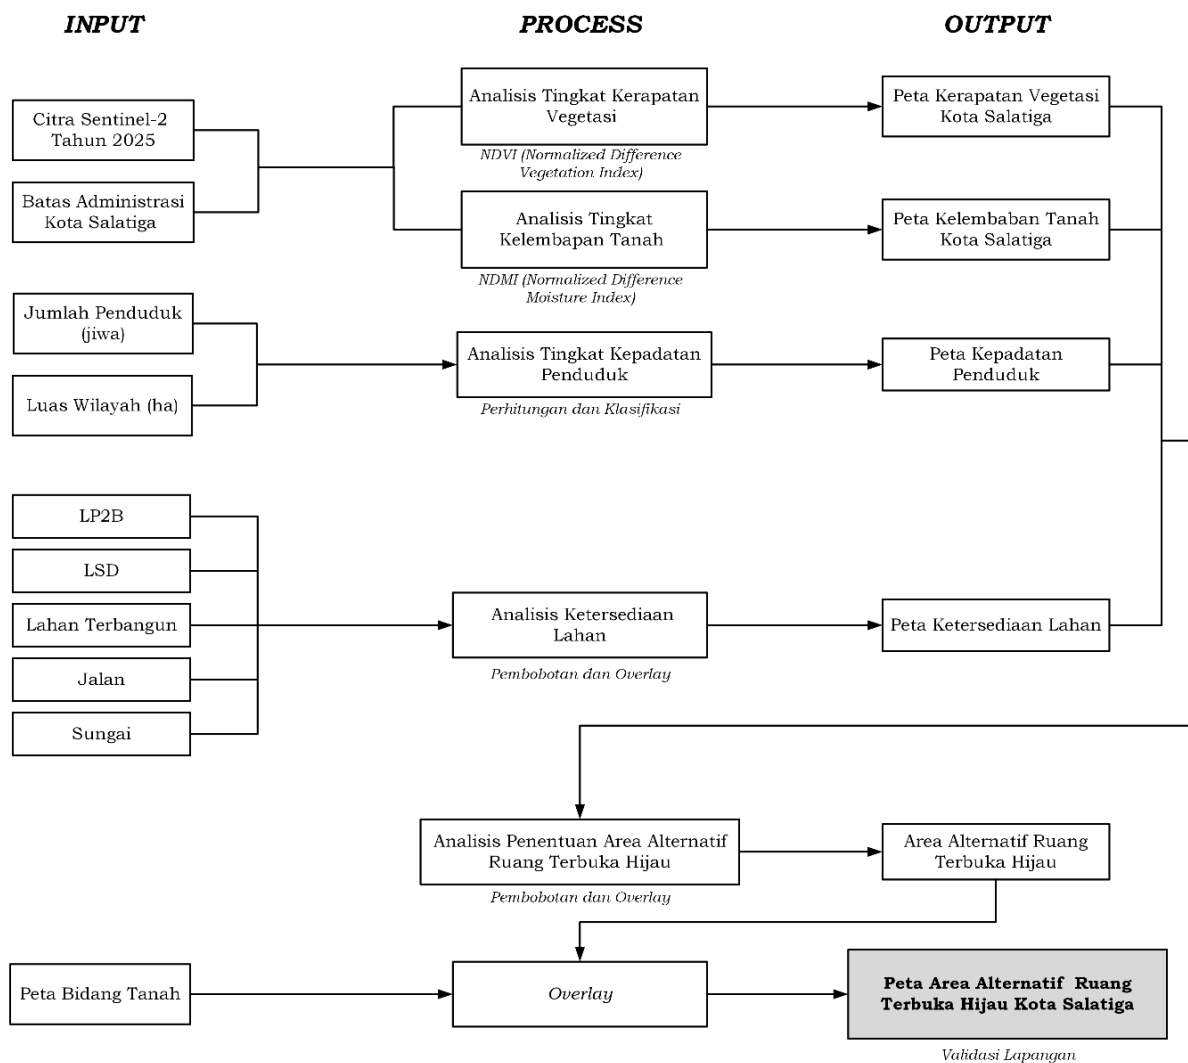 INPUT
PROCESS
OUTPUT
Citra Sentinel-2
Tahun 2025
Batas Administrasi
Kota Salatiga
Analisis Tingkat Kerapatan
Vegetasi
NDVI (Normalized Difference
Vegetation Index)
Peta Kerapatan Vegetasi
Kota Salatiga
Analisis Tingkat
Kelembapan Tanah
NDMI (Normalized Difference
Moisture Index)
Peta Kelembaban Tanah
Kota Salatiga
Jumlah Penduduk
(jiwa)
Luas Wilayah (ha)
Analisis Tingkat Kepadatan
Penduduk
Perhitungan dan Klasifikasi
Peta Kepadatan
Penduduk
LP2B
LSD
Lahan Terbangun
Jalan
Sungai
Analisis Ketersediaan
Lahan
Pembobotan dan Overlay
Peta Ketersediaan Lahan
Analisis Penentuan Area Alternatif
Ruang Terbuka Hijau
Pembobotan dan Overlay
Area Alternatif Ruang
Terbuka Hijau
Peta Bidang Tanah
Overlay
Peta Area Alternatif Ruang
Terbuka Hijau Kota Salatiga
Validasi Lapangan